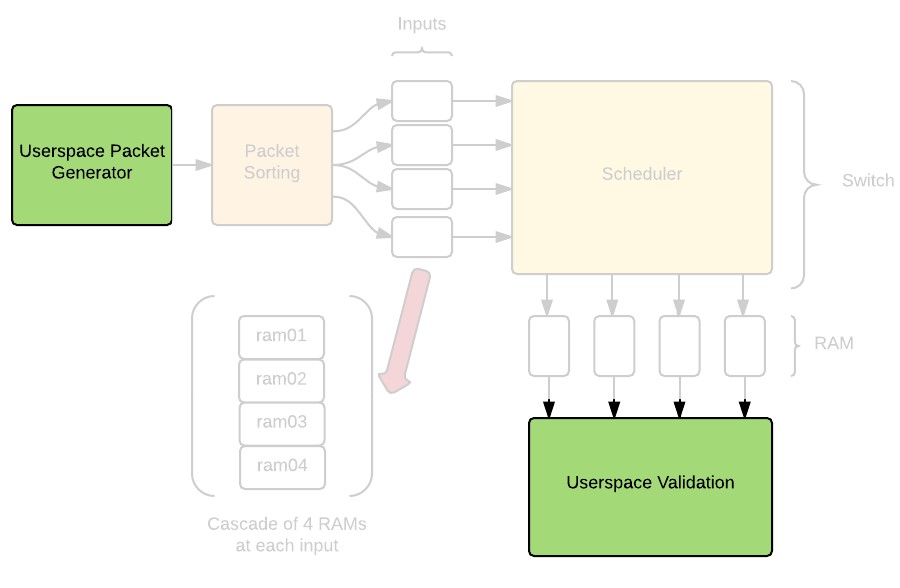 Inputs
Userspace Packet
Generator
Packet
Sorting
Scheduler
Switch
ram01
ram02
ram03
ram04
RAM
Cascade of 4 RAMs
at each input
Userspace Validation